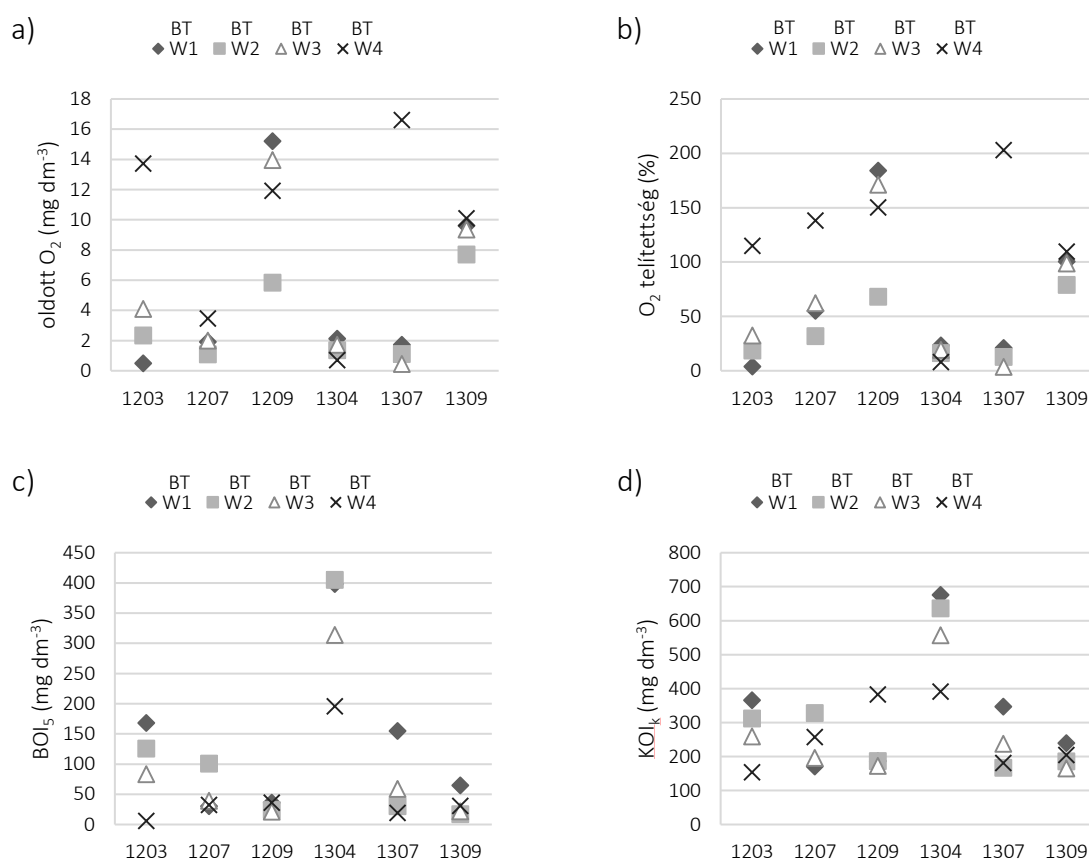 a)
BT BT BT BT
W1 W2 W3 W4
oldott O2 (mg dm-3)
18
16
14
12
10
8
6
4
2
0
1203 1207 1209 1304 1307 1309
b)
BT BT BT BT
W1 W2 W3 W4
O2 telítettség (%)
250
200
150
100
50
0
1203 1207 1209 1304 1307 1309
c)
BT BT BT BT
W1 W2 W3 W4
BOI5 (mg dm-3)
450
400
350
300
250
200
150
100
50
0
1203 1207 1209 1304 1307 1309
d)
BT BT BT BT
W1 W2 W3 W4
KOIk (mg dm-3)
800
700
600
500
400
300
200
100
0
1203 1207 1209 1304 1307 1309